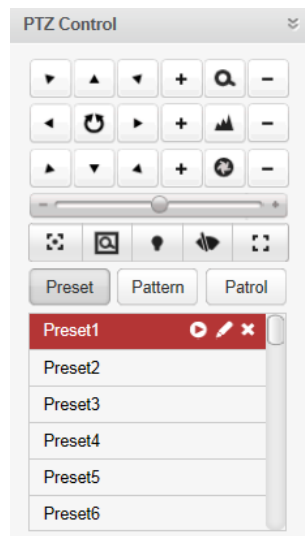 PTZ Control
Preset Pattern Patrol
Preset1
Preset2
Preset3
Preset4
Preset5
Preset6